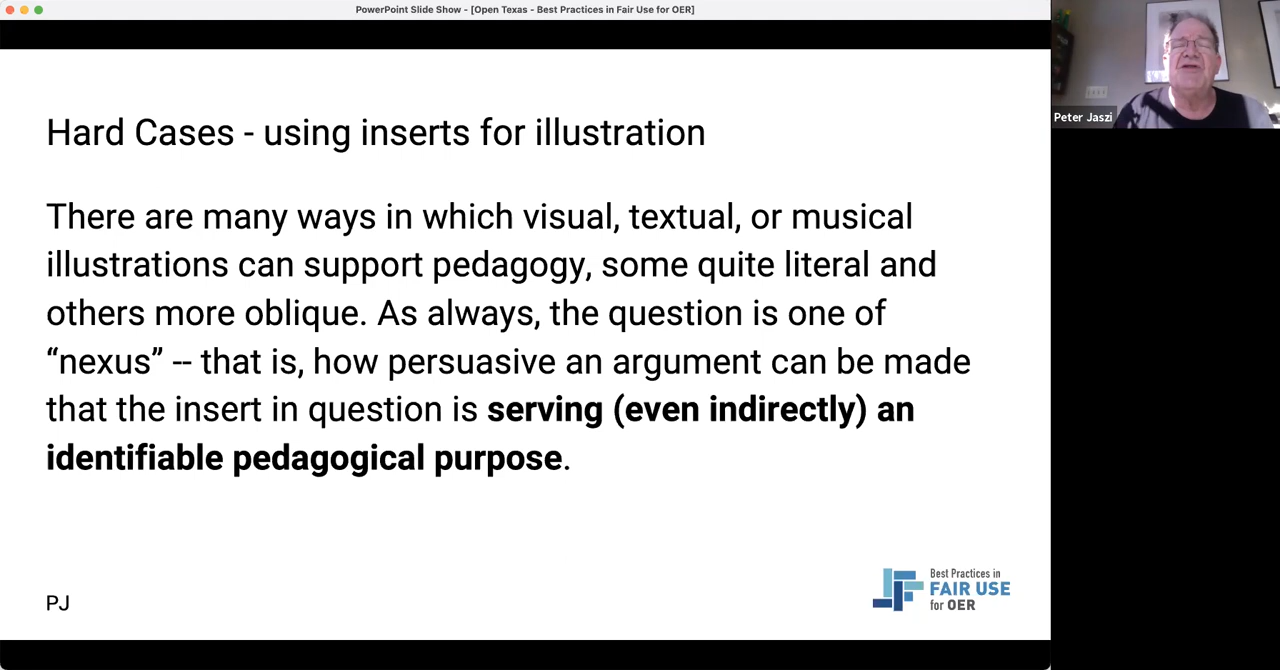 PowerPoint Slide Show - [Open Texas - Best Practices in Fair Use for OER]
Hard Cases - using inserts for illustration
There are many ways in which visual, textual, or musical
illustrations can support pedagogy, some quite literal and
others more oblique. As always, the question is one of
“nexus” -- that is, how persuasive an argument can be made
that the insert in question is serving (even indirectly) an
identifiable pedagogical purpose.
PJ
Best Practices in
FAIR USE
for OER
Peter Jaszi